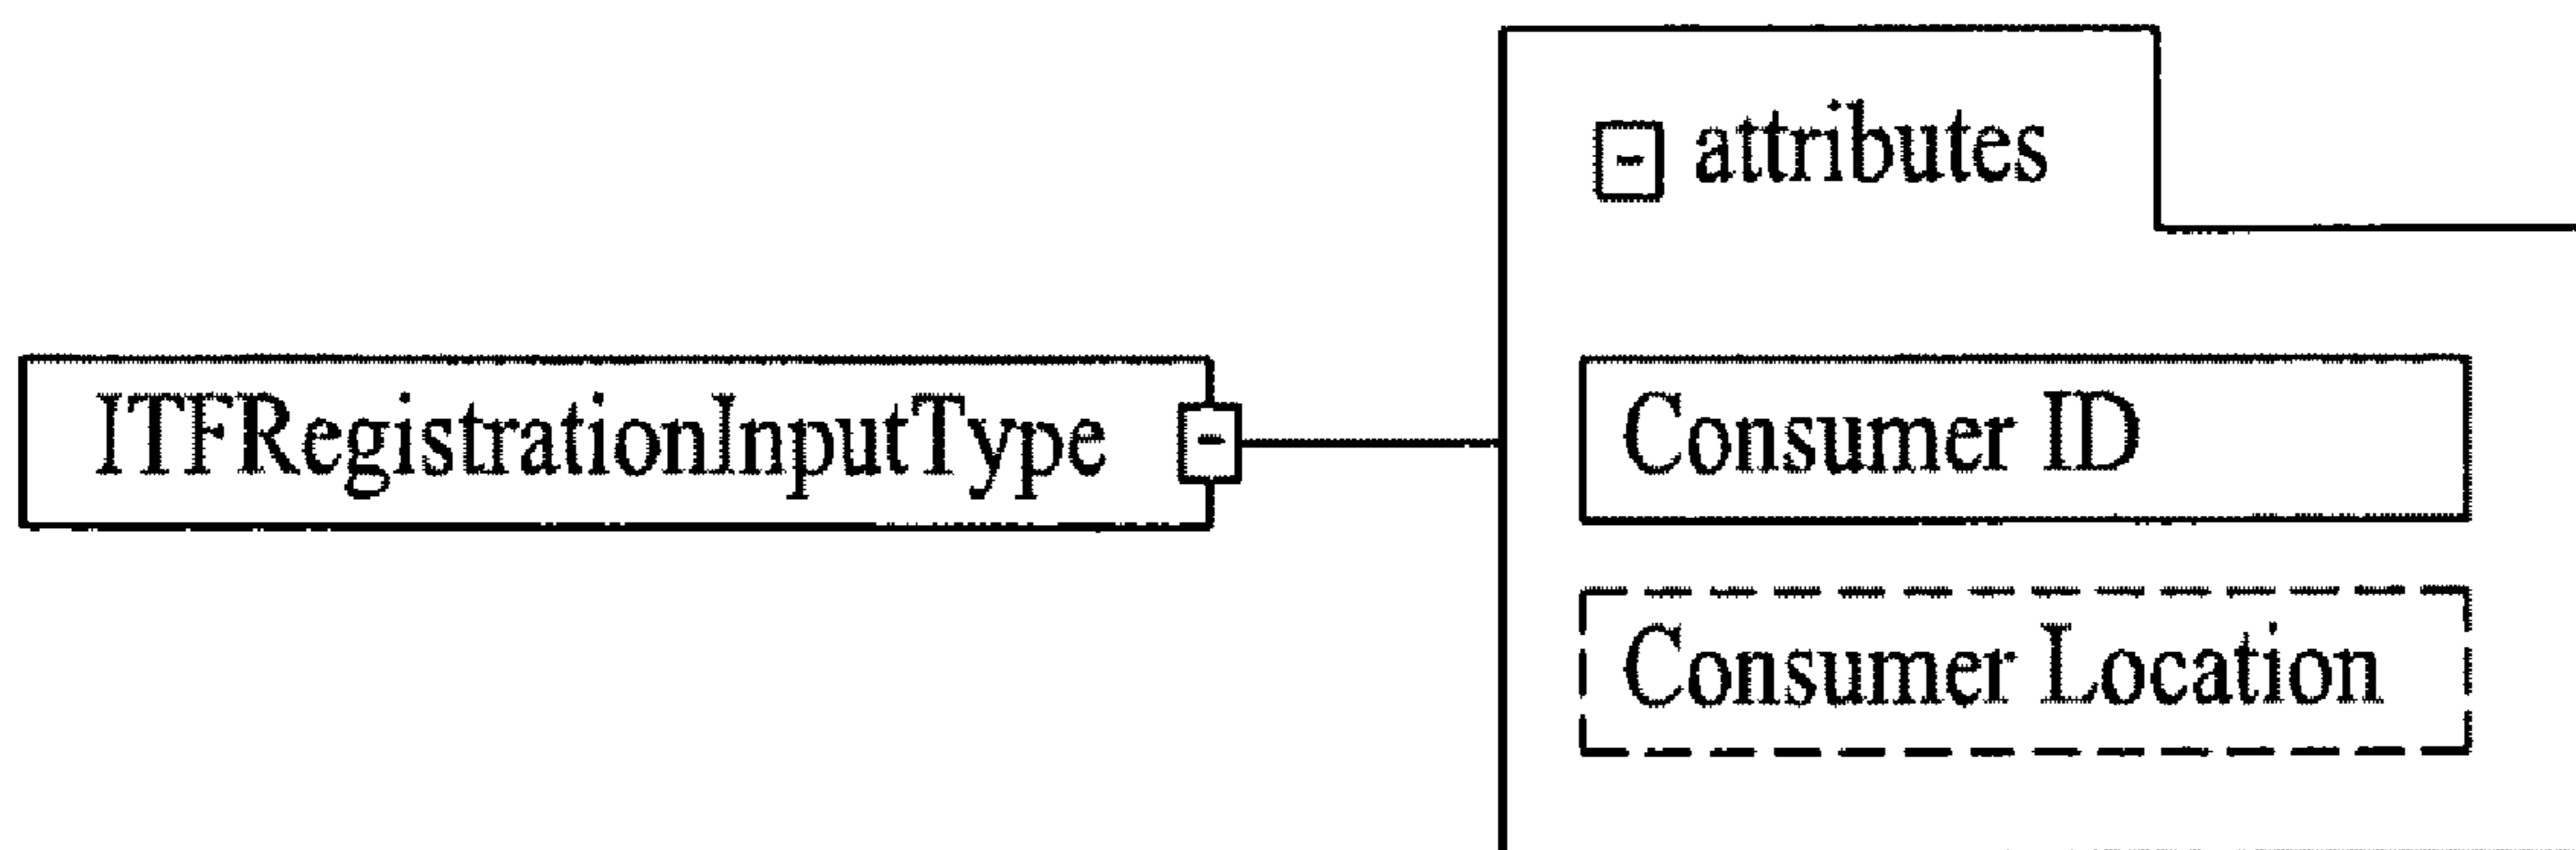 attributes
ITFRegistrationInputType
Consumer ID
Consumer Location